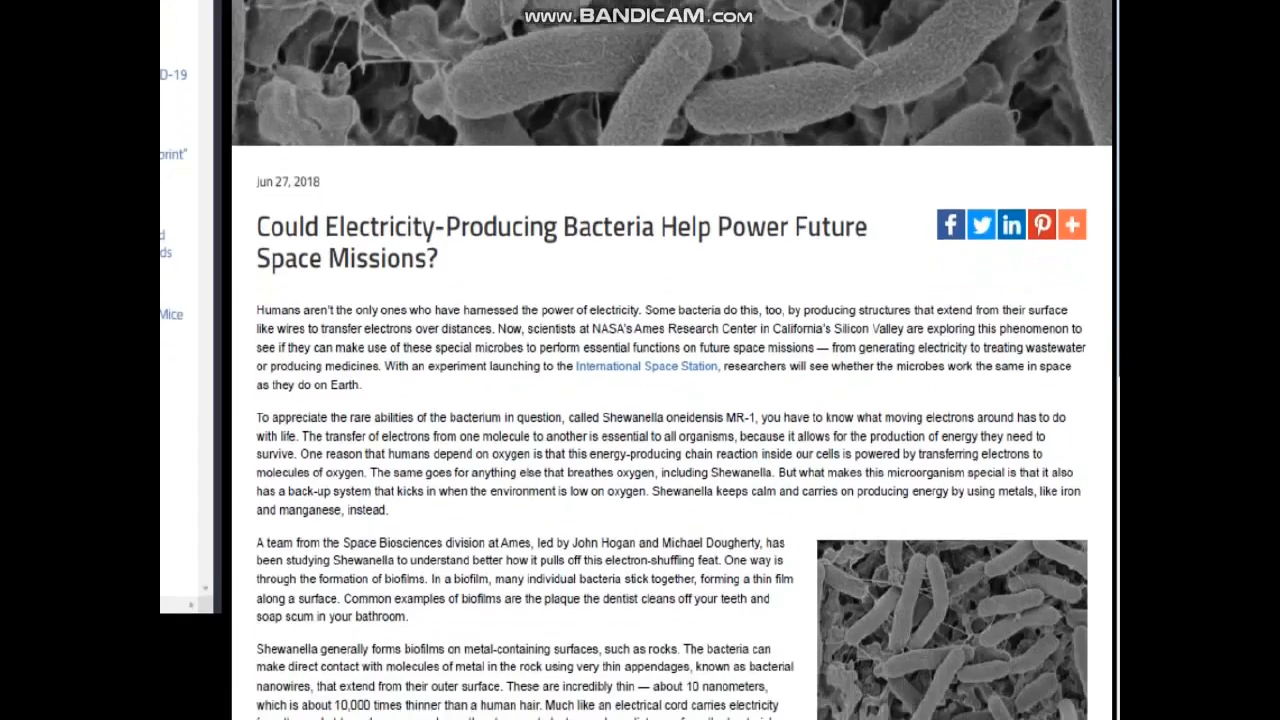 www.BANDICAM.com
D-19
print"
d
ds
Mice
Jun 27, 2018
Could Electricity-Producing Bacteria Help Power Future
Space Missions?
Humans aren't the only ones who have harnessed the power of electricity. Some bacteria do this, too, by producing structures that extend from their surface
like wires to transfer electrons over distances. Now, scientists at NASA's Ames Research Center in California's Silicon Valley are exploring this phenomenon to
see if they can make use of these special microbes to perform essential functions on future space missions — from generating electricity to treating wastewater
or producing medicines. With an experiment launching to the International Space Station, researchers will see whether the microbes work the same in space
as they do on Earth.
To appreciate the rare abilities of the bacterium in question, called Shewanella oneidensis MR-1, you have to know what moving electrons around has to do
with life. The transfer of electrons from one molecule to another is essential to all organisms, because it allows for the production of energy they need to
survive. One reason that humans depend on oxygen is that this energy-producing chain reaction inside our cells is powered by transferring electrons to
molecules of oxygen. The same goes for anything else that breathes oxygen, including Shewanella. But what makes this microorganism special is that it also
has a back-up system that kicks in when the environment is low on oxygen. Shewanella keeps calm and carries on producing energy by using metals, like iron
and manganese, instead.
A team from the Space Biosciences division at Ames, led by John Hogan and Michael Dougherty, has
been studying Shewanella to understand better how it pulls off this electron-shuffling feat. One way is
through the formation of biofilms. In a biofilm, many individual bacteria stick together, forming a thin film
along a surface. Common examples of biofilms are the plaque the dentist cleans off your teeth and
soap scum in your bathroom.
Shewanella generally forms biofilms on metal-containing surfaces, such as rocks. The bacteria can
make direct contact with molecules of metal in the rock using very thin appendages, known as bacterial
nanowires, that extend from their outer surface. These are incredibly thin — about 10 nanometers,
which is about 10,000 times thinner than a human hair. Much like an electrical cord carries electricity